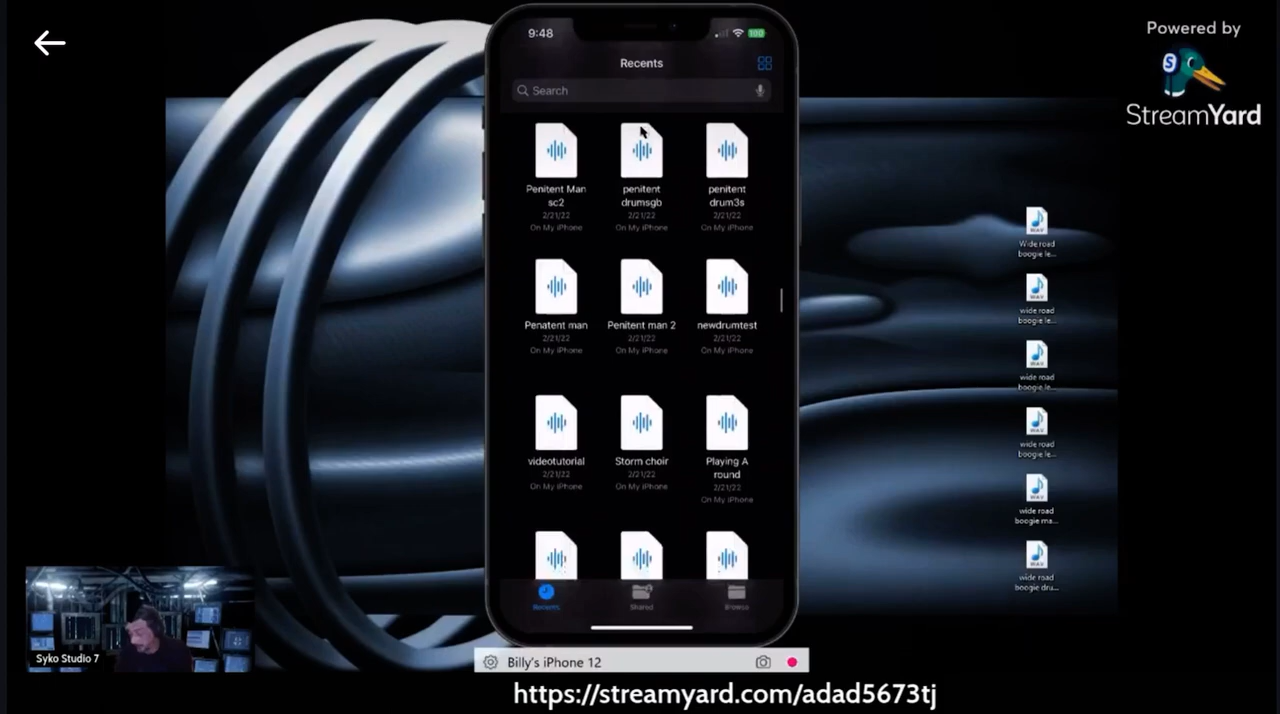 Powered by
StreamYard
9:48
100
Recents
Search
Penitent Man
sc2
2/21/22
On My iPhone
penitent
drumsgb
2/21/22
On My iPhone
penitent
drum3s
2/21/22
On My iPhone
Penatent man
2/21/22
On My iPhone
Penitent man 2
2/21/22
On My iPhone
newdrumtest
2/21/22
On My iPhone
videotutorial
2/21/22
On My iPhone
Storm choir
2/21/22
On My iPhone
Playing A
round
2/21/22
On My iPhone
Recents
Shared
Browse
Wide road
boogie le...
wide road
boogie le...
wide road
boogie le...
wide road
boogie le...
wide road
boogie ma...
wide road
boogie dru...
Syko Studio 7
Billy's iPhone 12
https://streamyard.com/adad5673tj